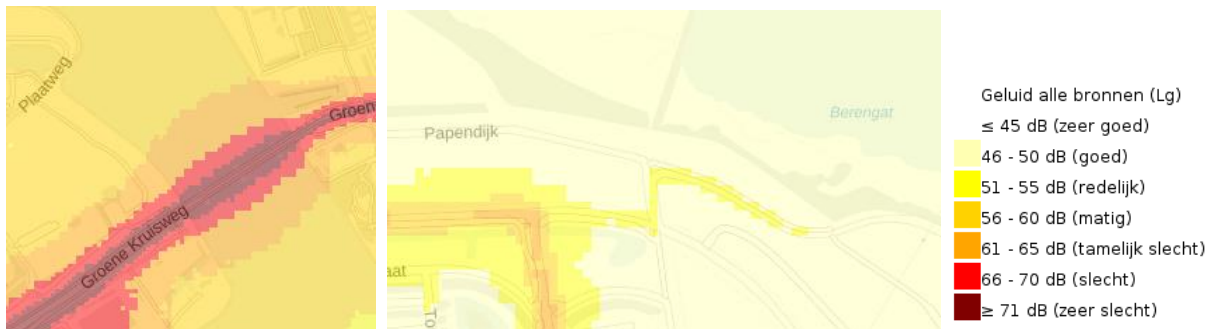 Plaatweg
Groen
Groene Kruisweg
Papendijk
Berengat
aat
To
Geluid alle bronnen (Lg)
≤ 45 dB (zeer goed)
46 - 50 dB (goed)
51 - 55 dB (redelijk)
56 - 60 dB (matig)
61 - 65 dB (tamelijk slecht)
66 - 70 dB (slecht)
≥ 71 dB (zeer slecht)